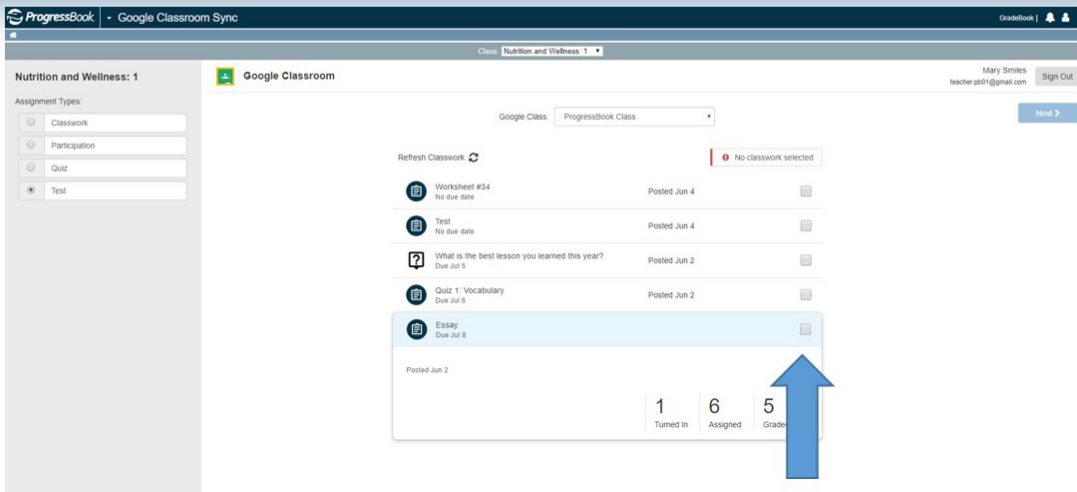 ProgressBook - Google Classroom Sync GradeBook |
Class: Nutrition and Wellness: 1
Nutrition and Wellness: 1
Assignment Types:
Classwork
Participation
Quiz
Test
Google Classroom
Mary Smiles
teacher.pb01@gmail.com
Sign Out
Google Class: ProgressBook Class
Next >
Refresh Classwork
No classwork selected
Worksheet #34
No due date
Posted Jun 4
Test
No due date
Posted Jun 4
What is the best lesson you learned this year?
Due Jul 5
Posted Jun 2
Quiz 1: Vocabulary
Due Jul 6
Posted Jun 2
Essay
Due Jul 8
Posted Jun 2
1 6 5
Turned In Assigned